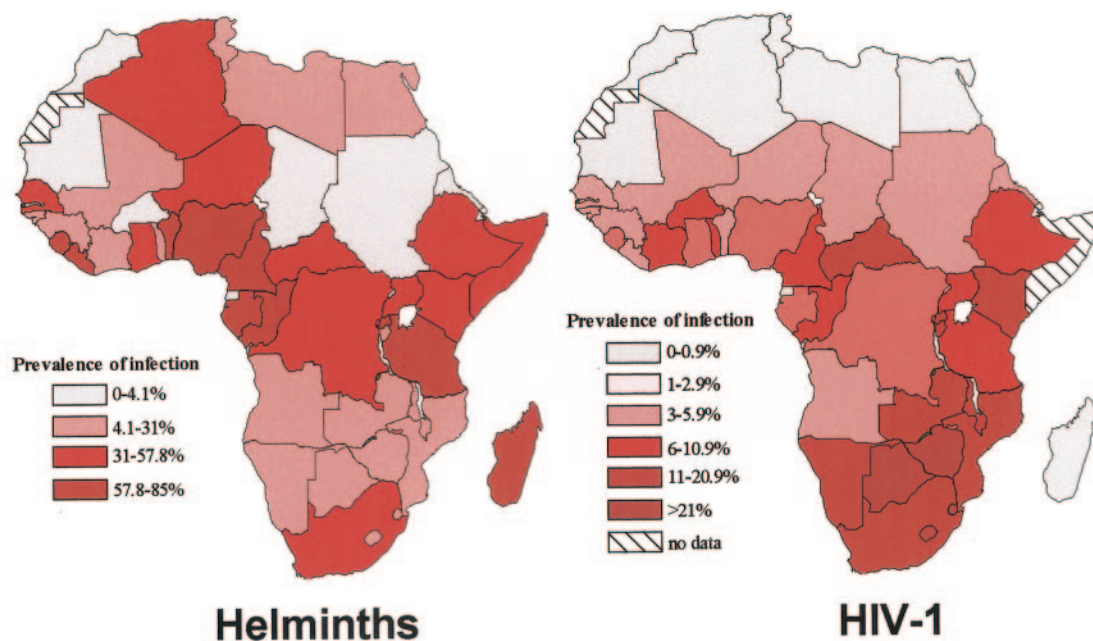 Prevalence of infection
0-4.1%
4.1-31%
31-57.8%
57.8-85%
Helminths
Prevalence of infection
0-0.9%
1-2.9%
3-5.9%
6-10.9%
11-20.9%
>21%
no data
HIV-1